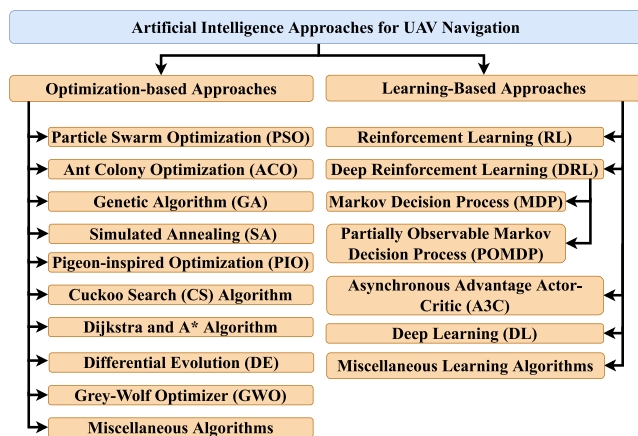 Artificial Intelligence Approaches for UAV Navigation
Optimization-based Approaches
Particle Swarm Optimization (PSO)
Ant Colony Optimization (ACO)
Genetic Algorithm (GA)
Simulated Annealing (SA)
Pigeon-inspired Optimization (PIO)
Cuckoo Search (CS) Algorithm
Dijkstra and A* Algorithm
Differential Evolution (DE)
Grey-Wolf Optimizer (GWO)
Miscellaneous Algorithms
Learning-Based Approaches
Reinforcement Learning (RL)
Deep Reinforcement Learning (DRL)
Markov Decision Process (MDP)
Partially Observable Markov
Decision Process (POMDP)
Asynchronous Advantage Actor-
Critic (A3C)
Deep Learning (DL)
Miscellaneous Learning Algorithms